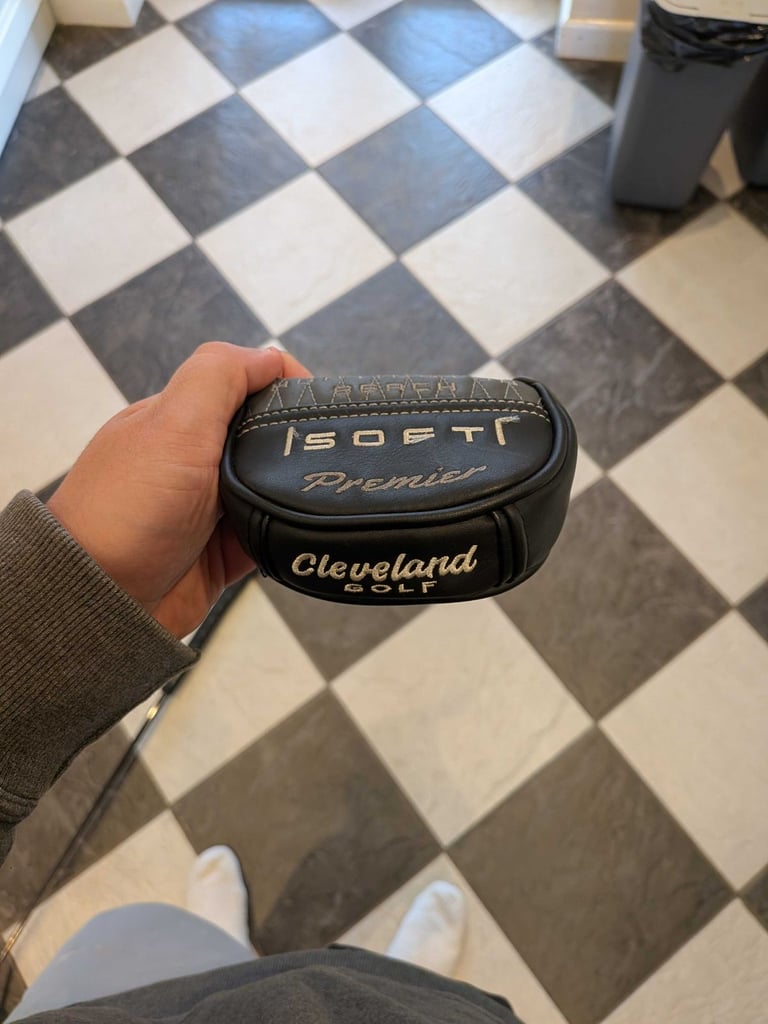 SOFT
Premier
Cleveland
GOLF